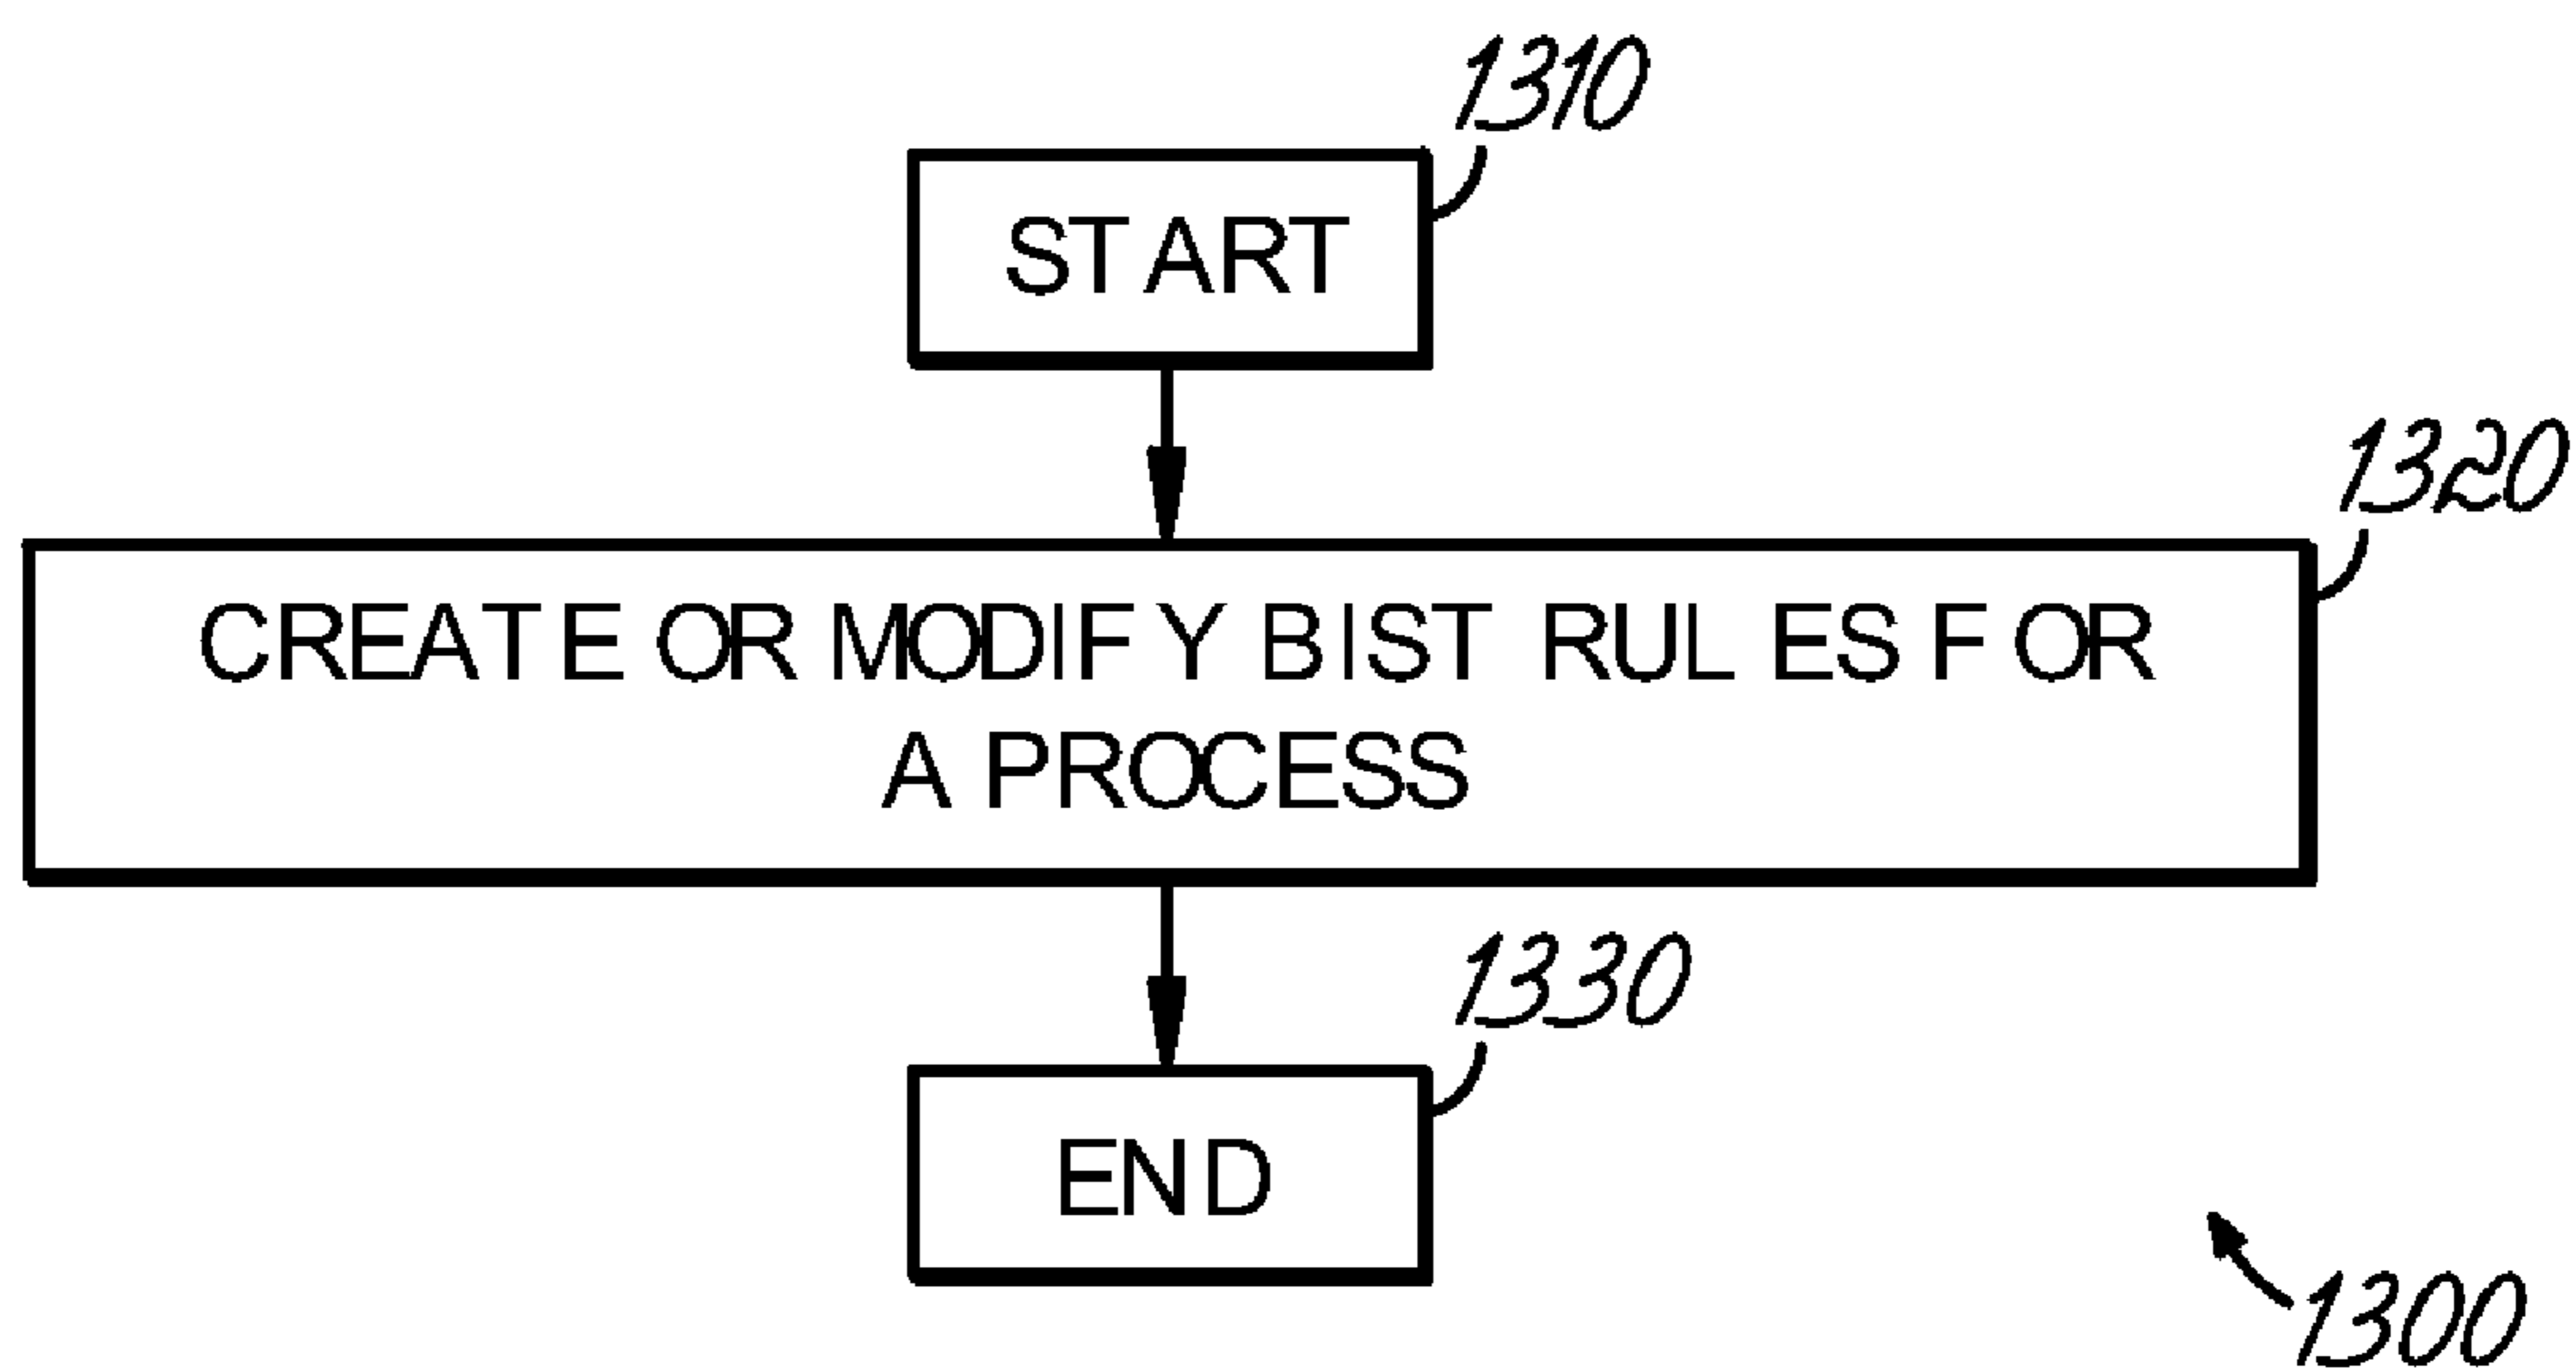 1310
START
1320
CREATE OR MODIFY BIST RULES FOR
A PROCESS
1330
END
1300